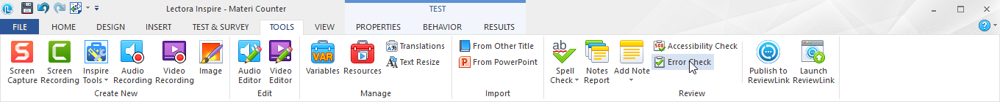 Lectora Inspire - Materi Counter
TEST
FILE HOME DESIGN INSERT TEST & SURVEY TOOLS VIEW PROPERTIES BEHAVIOR RESULTS
Screen Capture
Screen Recording
Inspire Tools
Audio Recording
Video Recording
Image
Create New
Audio Editor
Video Editor
Edit
VAR
Variables
Resources
Translations
Text Resize
Manage
From Other Title
From PowerPoint
Import
ab
Spell Check
Notes Report
Add Note
508
Accessibility Check
Error Check
Publish to ReviewLink
Launch ReviewLink
Review